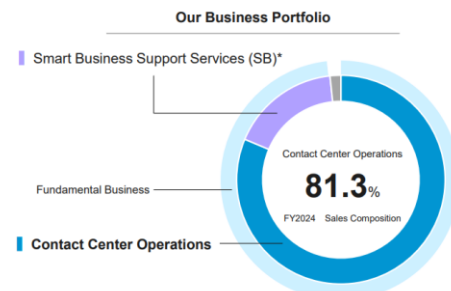 Our Business Portfolio
Smart Business Support Services (SB)*
Contact Center Operations
81.3%
FY2024 Sales Composition
Fundamental Business
Contact Center Operations